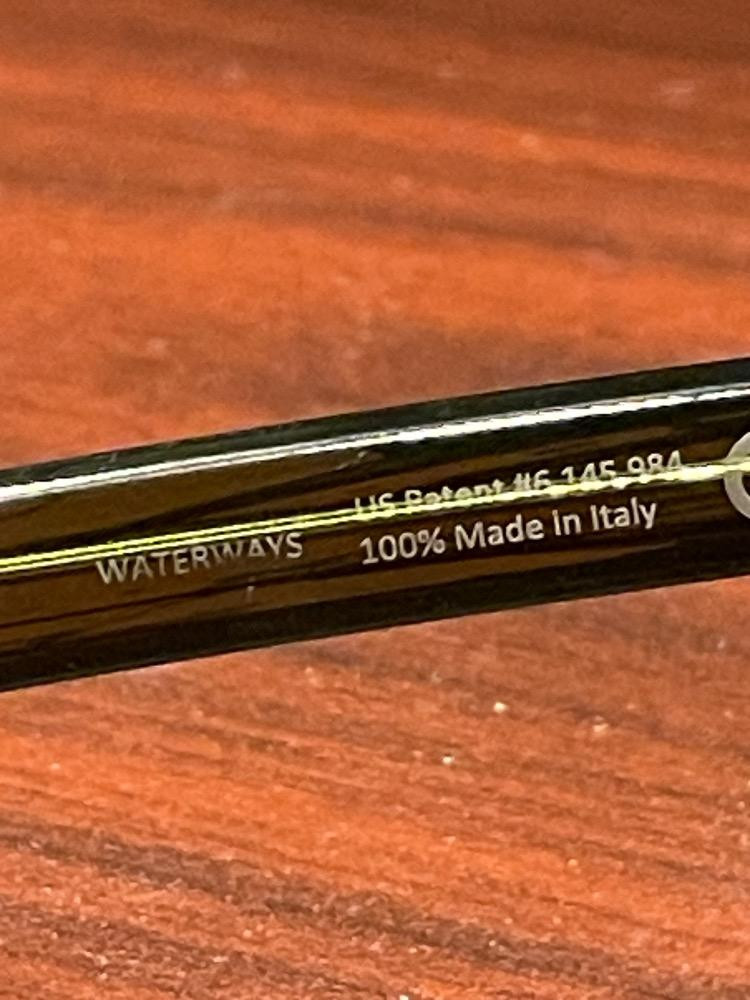 WATERWAYS
US Patent #6,145,984
100% Made in Italy